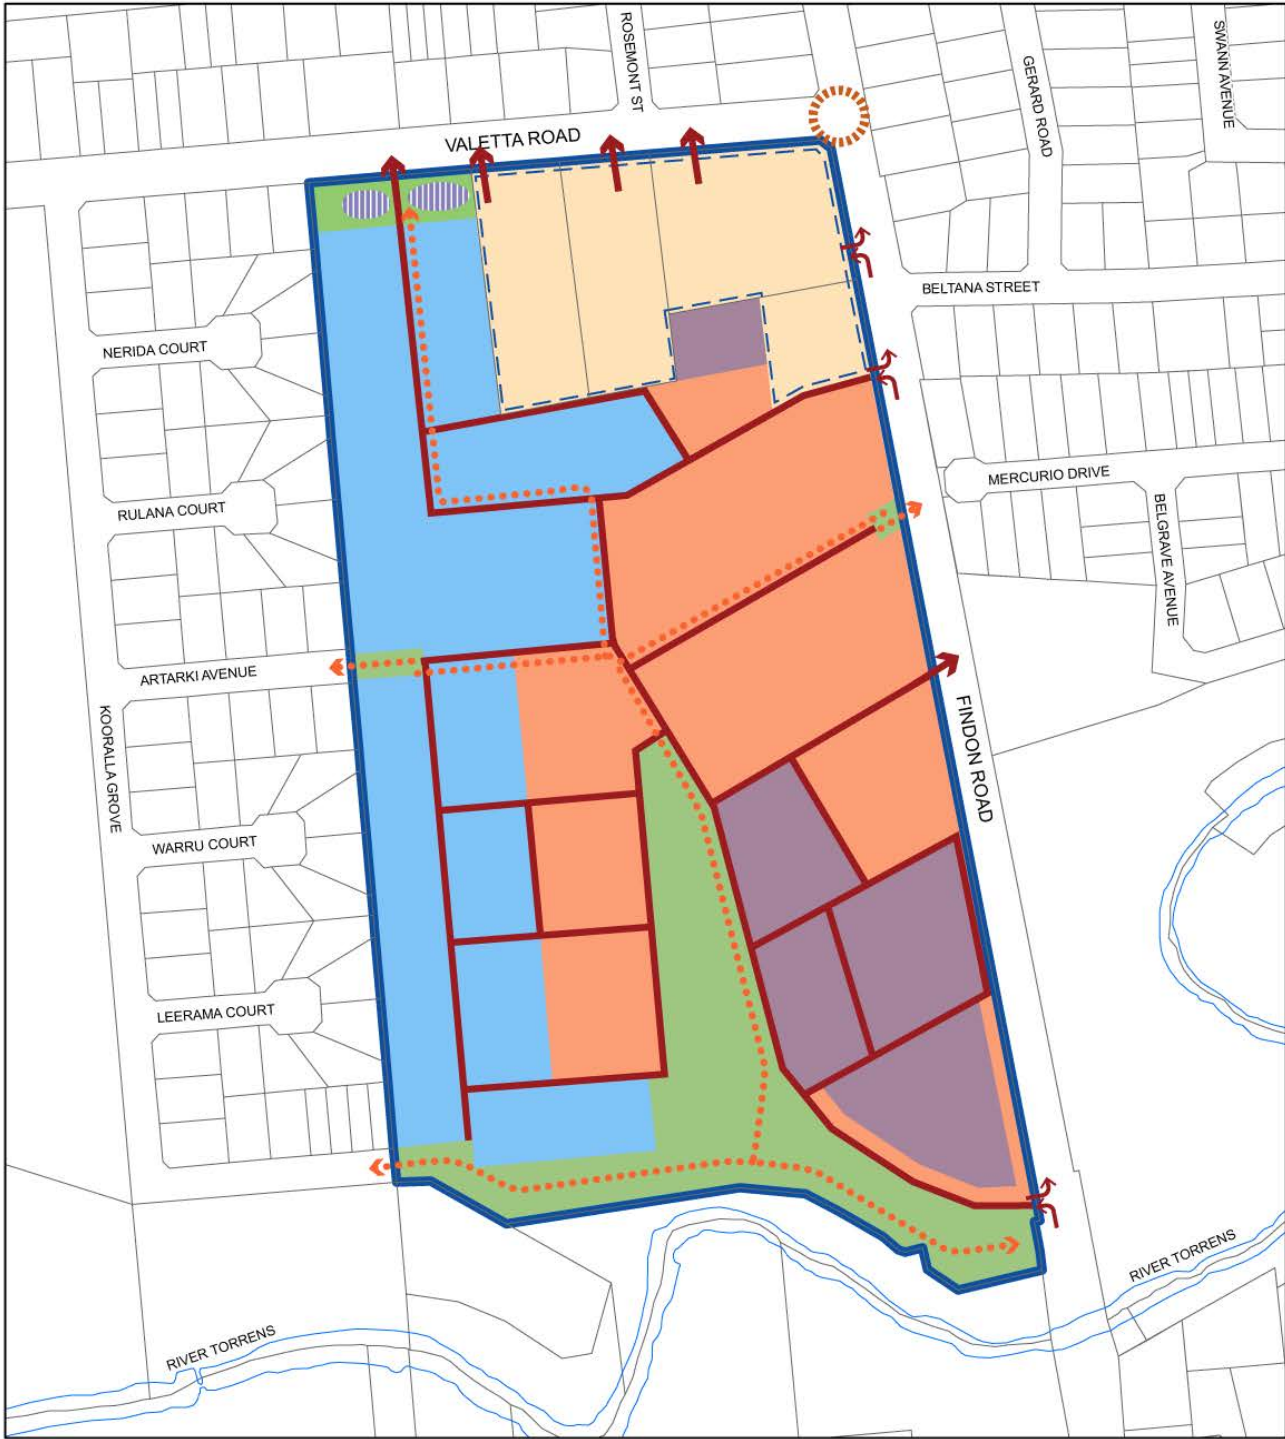 ROSEMONT ST
SWANN AVENUE
GERARD ROAD
VALETTA ROAD
BELTANA STREET
NERIDA COURT
MERCURIO DRIVE
RULANA COURT
BELGRAVE AVENUE
ARTARKI AVENUE
KOORALLA GROVE
FINDON ROAD
WARRU COURT
LEERAMA COURT
RIVER TORRENS
RIVER TORRENS